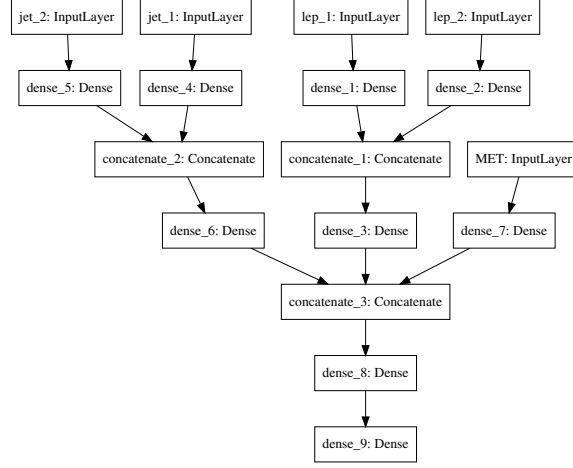 jet_2: InputLayer
jet_1: InputLayer
lep_1: InputLayer
lep_2: InputLayer
dense_5: Dense
dense_4: Dense
dense_1: Dense
dense_2: Dense
concatenate_2: Concatenate
concatenate_1: Concatenate
MET: InputLayer
dense_6: Dense
dense_3: Dense
dense_7: Dense
concatenate_3: Concatenate
dense_8: Dense
dense_9: Dense